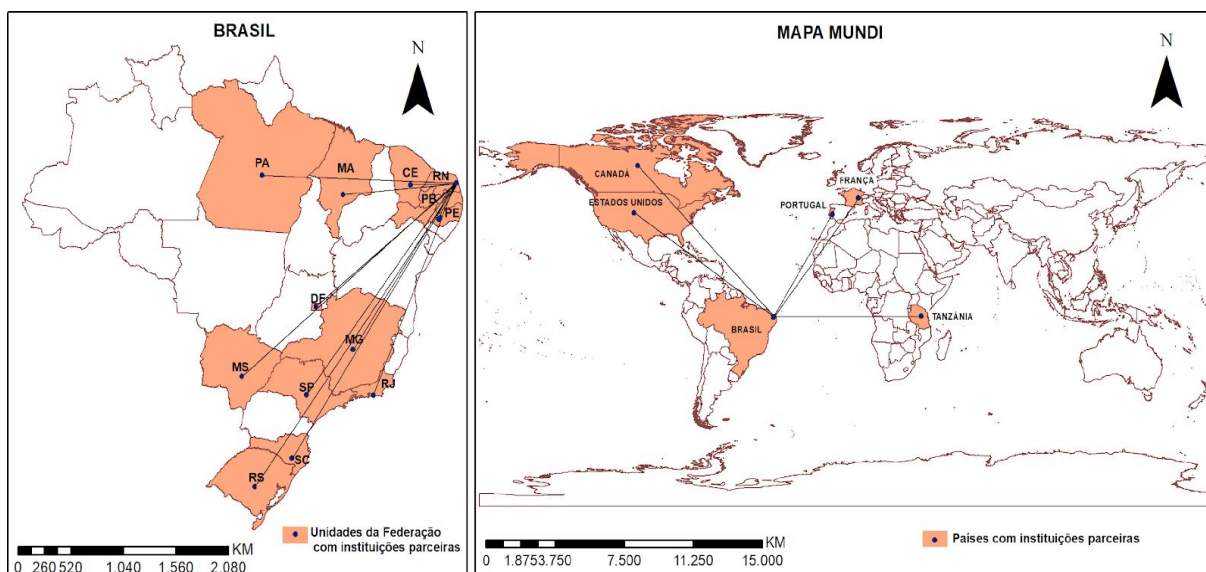 BRASIL
N
PA
MA
CE
RN
PB
PE
DF
MG
MS
SP
RJ
SC
RS
Unidades da Federação
com instituições parceiras
KM
0 260520 1.040 1.560 2.080
MAPA MUNDI
N
CANADÁ
FRANÇA
ESTADOS UNIDOS
PORTUGAL
BRASIL
TANZÂNIA
Países com instituições parceiras
KM
0 1.8753.750 7.500 11.250 15.000